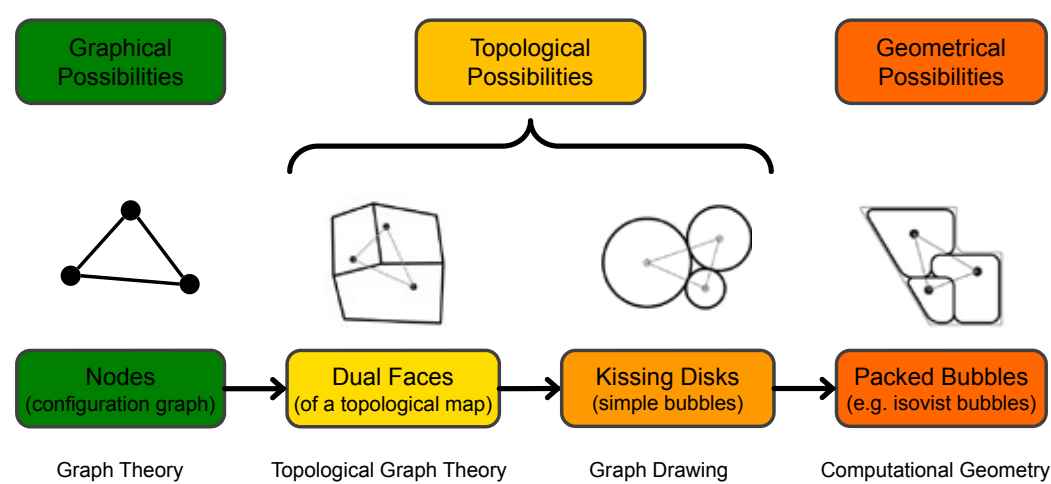 Graphical
Possibilities
Topological
Possibilities
Geometrical
Possibilities
Nodes
(configuration graph)
Dual Faces
(of a topological map)
Kissing Disks
(simple bubbles)
Packed Bubbles
(e.g. isovist bubbles)
Graph Theory
Topological Graph Theory
Graph Drawing
Computational Geometry